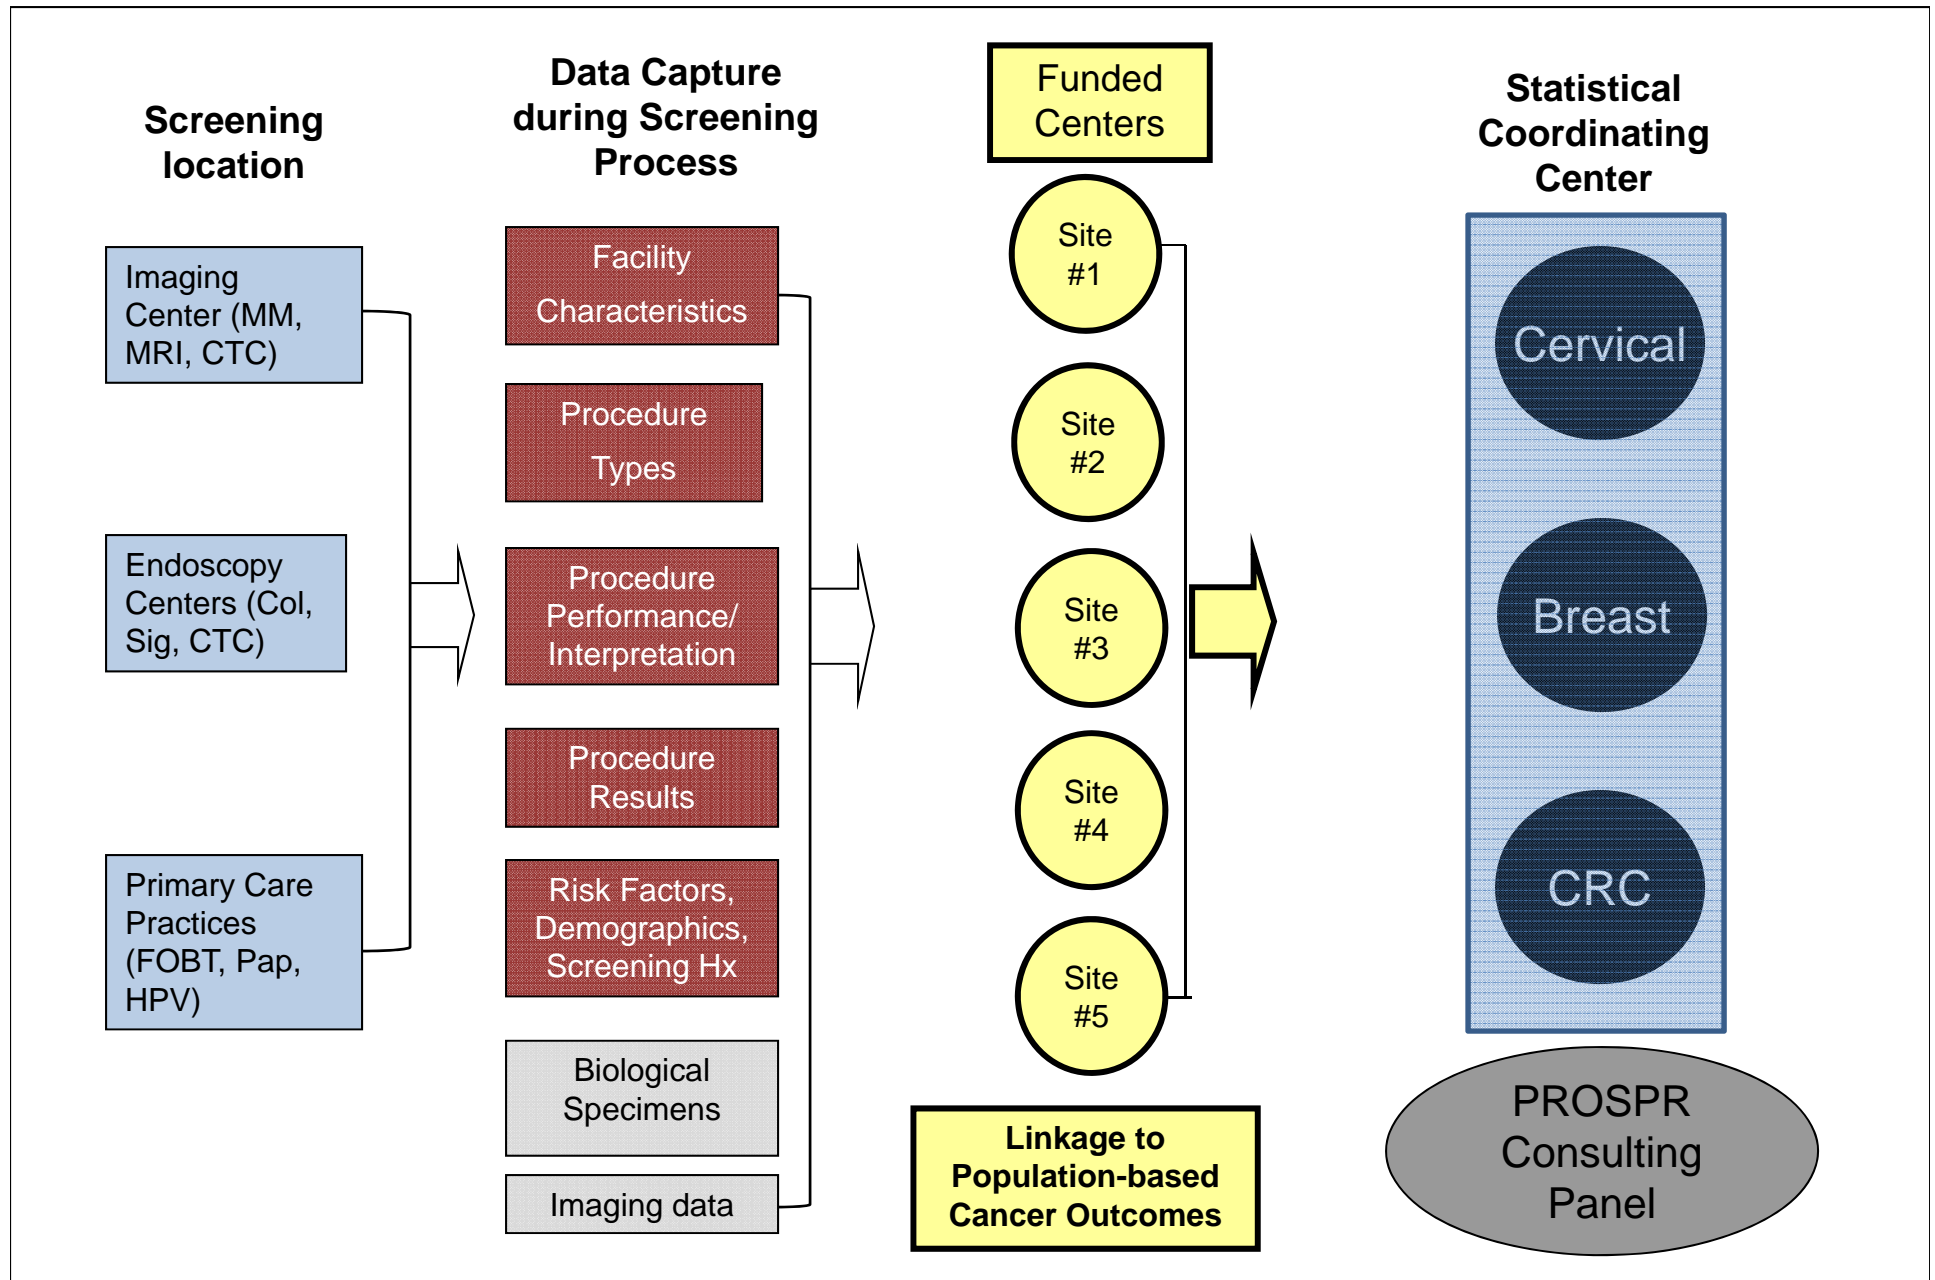 Screening
location
Imaging
Center (MM,
MRI, CTC)
Endoscopy
Centers (Col,
Sig, CTC)
Primary Care
Practices
(FOBT, Pap,
HPV)
Data Capture
during Screening
Process
Facility
Characteristics
Procedure
Types
Procedure
Performance/
Interpretation
Procedure
Results
Risk Factors,
Demographics,
Screening Hx
Biological
Specimens
Imaging data
Funded
Centers
Site
#1
Site
#2
Site
#3
Site
#4
Site
#5
Linkage to
Population-based
Cancer Outcomes
Statistical
Coordinating
Center
Cervical
Breast
CRC
PROSPR
Consulting
Panel